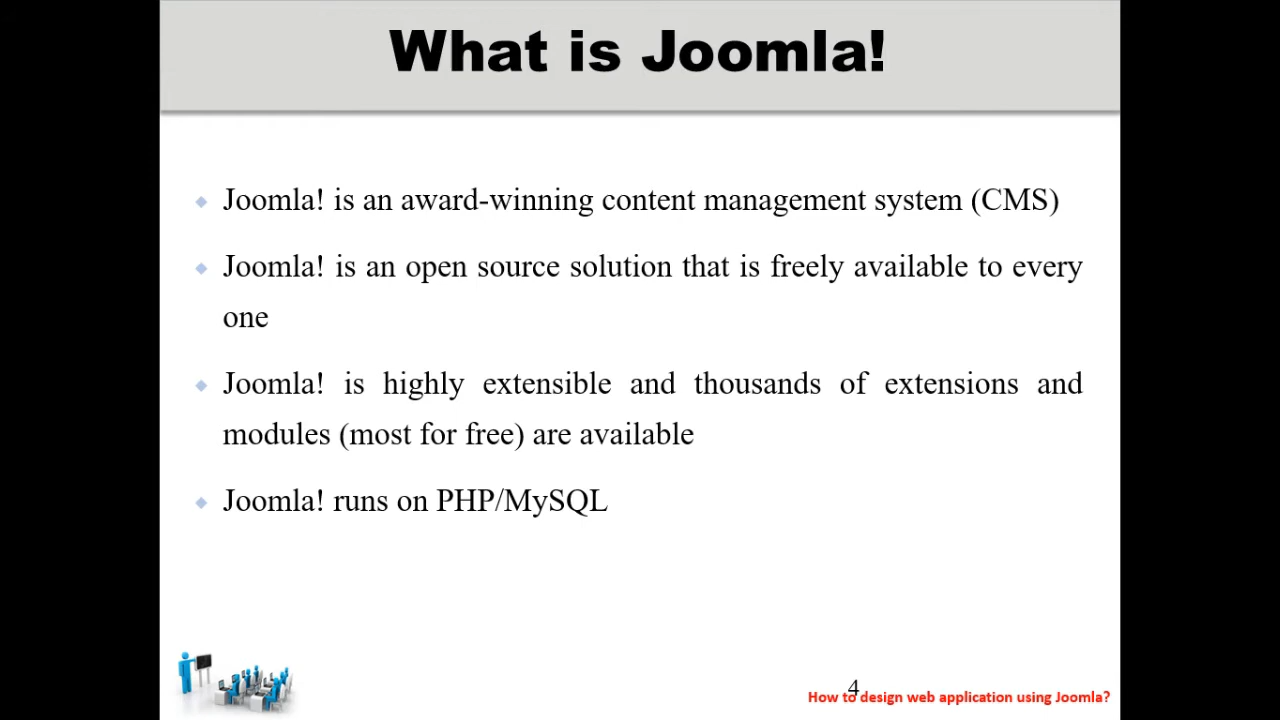 What is Joomla!
Joomla! is an award-winning content management system (CMS)
Joomla! is an open source solution that is freely available to every
one
Joomla! is highly extensible and thousands of extensions and
modules (most for free) are available
Joomla! runs on PHP/MySQL
4
How to design web application using Joomla?